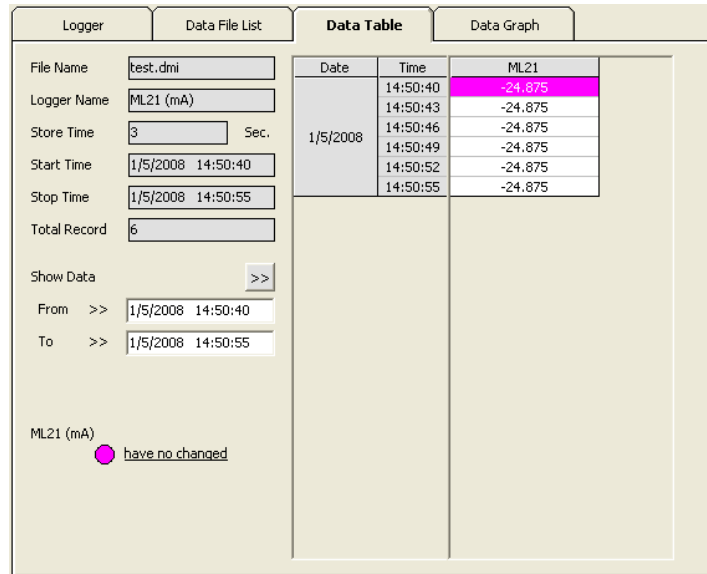 Logger Data File List Data Table Data Graph
File Name test.dmi
Logger Name ML21 (mA)
Store Time 3 Sec.
Start Time 1/5/2008 14:50:40
Stop Time 1/5/2008 14:50:55
Total Record 6
Show Data >>
From >> 1/5/2008 14:50:40
To >> 1/5/2008 14:50:55
ML21 (mA)
have no changed
Date Time ML21
14:50:40 -24.875
14:50:43 -24.875
1/5/2008 14:50:46 -24.875
14:50:49 -24.875
14:50:52 -24.875
14:50:55 -24.875